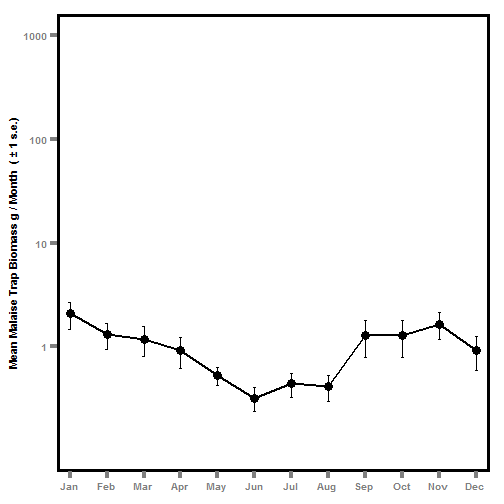 Mean Malaise Trap Biomass g / Month ( ± 1 s.e.)
1000
100
10
1
Jan Feb Mar Apr May Jun Jul Aug Sep Oct Nov Dec